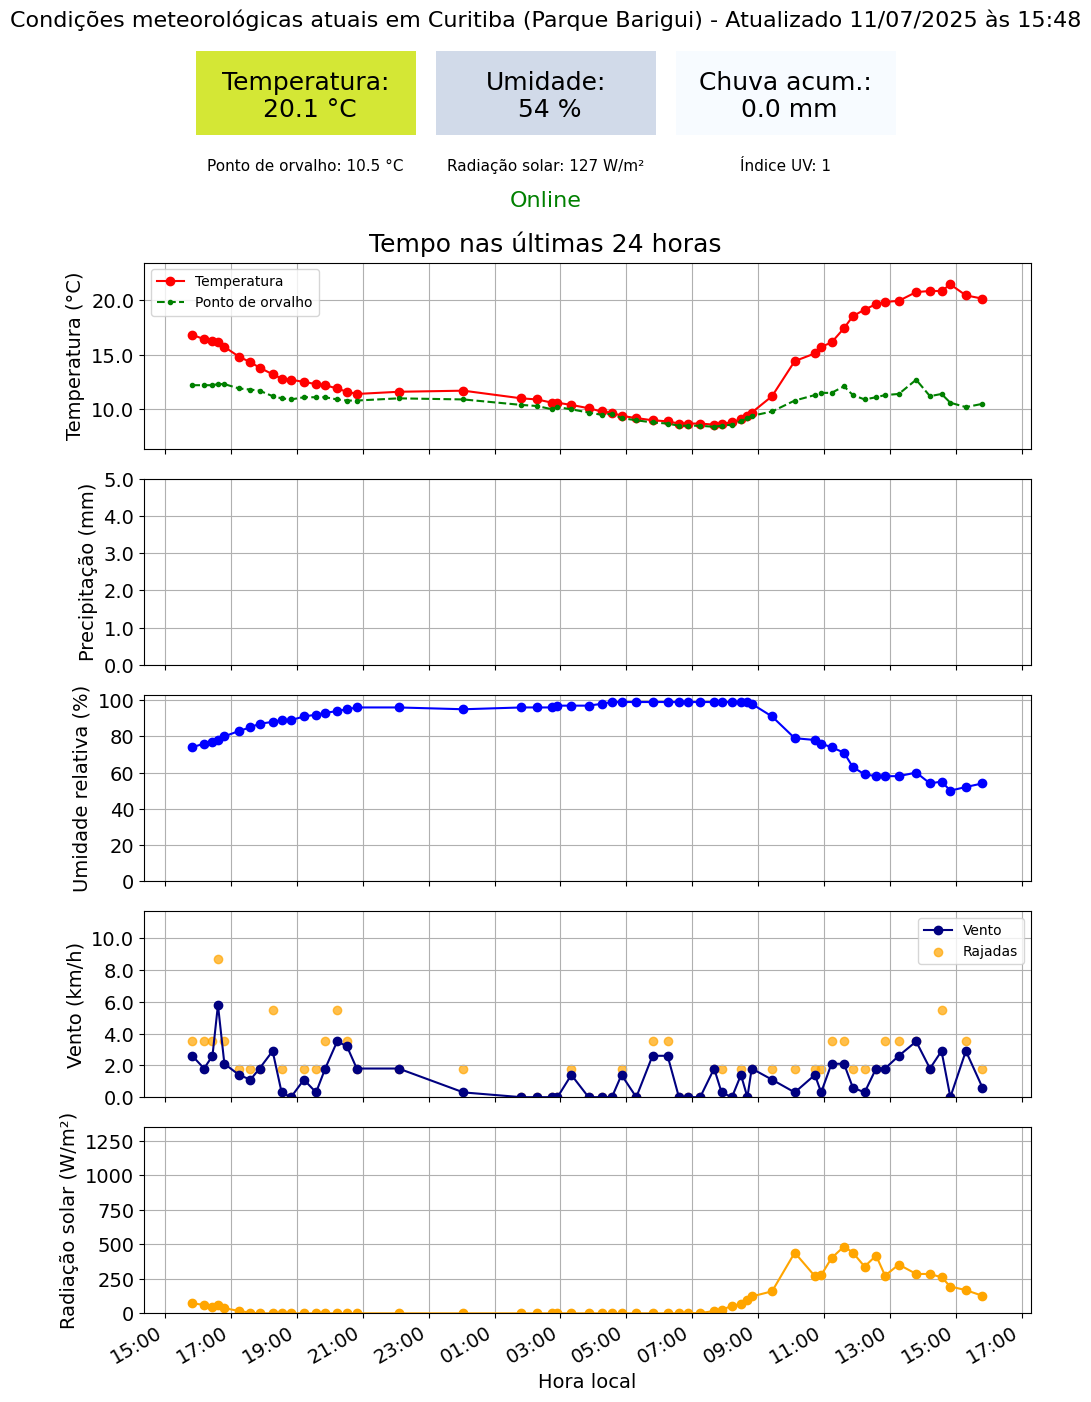 Condições meteorológicas atuais em Curitiba (Parque Barigui) - Atualizado 11/07/2025 às 15:48
Temperatura:
20.1 °C
Umidade:
54 %
Chuva acum.:
0.0 mm
Ponto de orvalho: 10.5 °C
Radiação solar: 127 W/m²
Índice UV: 1
Online
Tempo nas últimas 24 horas
Temperatura (°C)
20.0
15.0
10.0
Temperatura
Ponto de orvalho
Precipitação (mm)
5.0
4.0
3.0
2.0
1.0
0.0
Umidade relativa (%)
100
80
60
40
20
0
Vento (km/h)
10.0
8.0
6.0
4.0
2.0
0.0
Vento
Rajadas
Radiação solar (W/m²)
1250
1000
750
500
250
0
15:00
17:00
19:00
21:00
23:00
01:00
03:00
05:00
07:00
09:00
11:00
13:00
15:00
17:00
Hora local